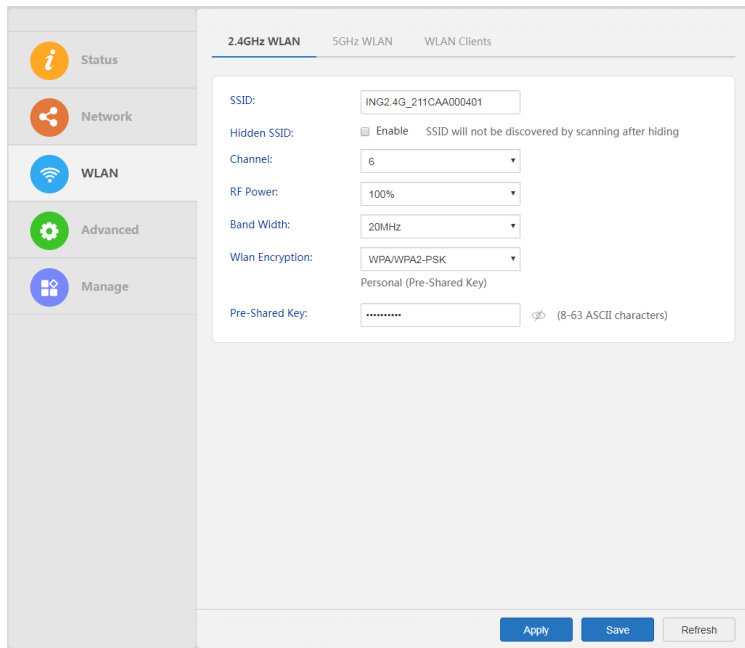 Status
Network
WLAN
Advanced
Manage
2.4GHz WLAN 5GHz WLAN WLAN Clients
SSID: ING2.4G_211CAA000401
Hidden SSID: Enable SSID will not be discovered by scanning after hiding
Channel: 6
RF Power: 100%
Band Width: 20MHz
Wlan Encryption: WPA/WPA2-PSK
Personal (Pre-Shared Key)
Pre-Shared Key: •••••••••• (8-63 ASCII characters)
Apply Save Refresh